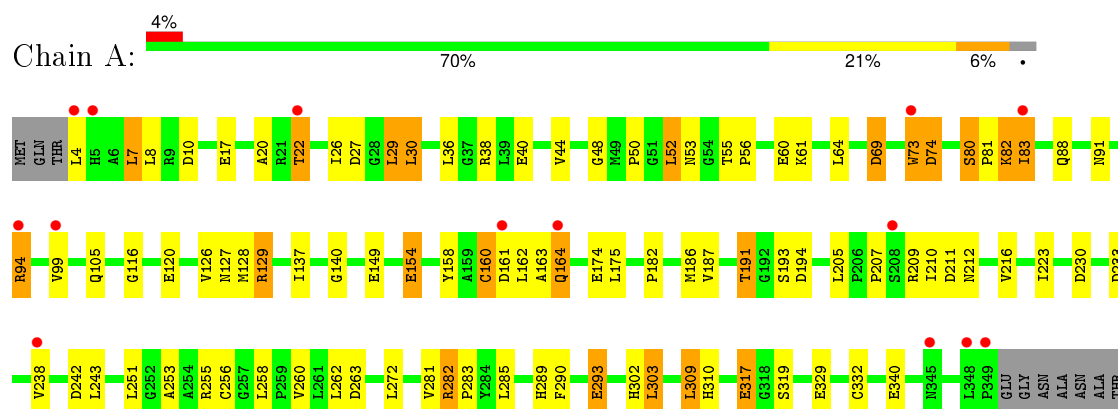 4%
Chain A:
70% 21% 6% •
MET GLN THR L4 H5 A6 L7 L8 R9 D10 E17 A20 R21 T22 I26 D27 G28 L29 L30 L36 G37 R38 L39 E40 V44 G48 M49 P50 G51 L52 N53 G54 T55 P56 E60 K61 L64 D69 W73 D74 S80 P81 K82 I83 Q88 N91
R94 V99 Q105 G116 E120 V126 N127 M128 R129 I137 G140 E149 E154 Y158 A159 C160 D161 L162 A163 Q164 E174 L175 P182 M186 V187 T191 G192 S193 D194 L205 P206 P207 S208 R209 I210 D211 N212 V216 I223 D230
V238 D242 L243 L251 G252 A253 A254 R255 C256 G257 L258 P259 V260 L261 L262 D263 L272 V281 R282 P283 Y284 L285 H289 F290 E293 H302 L303 L309 H310 E317 G318 S319 E329 C332 E340 N345 L348 P349 GLU GLY ASN ALA ASN ALA